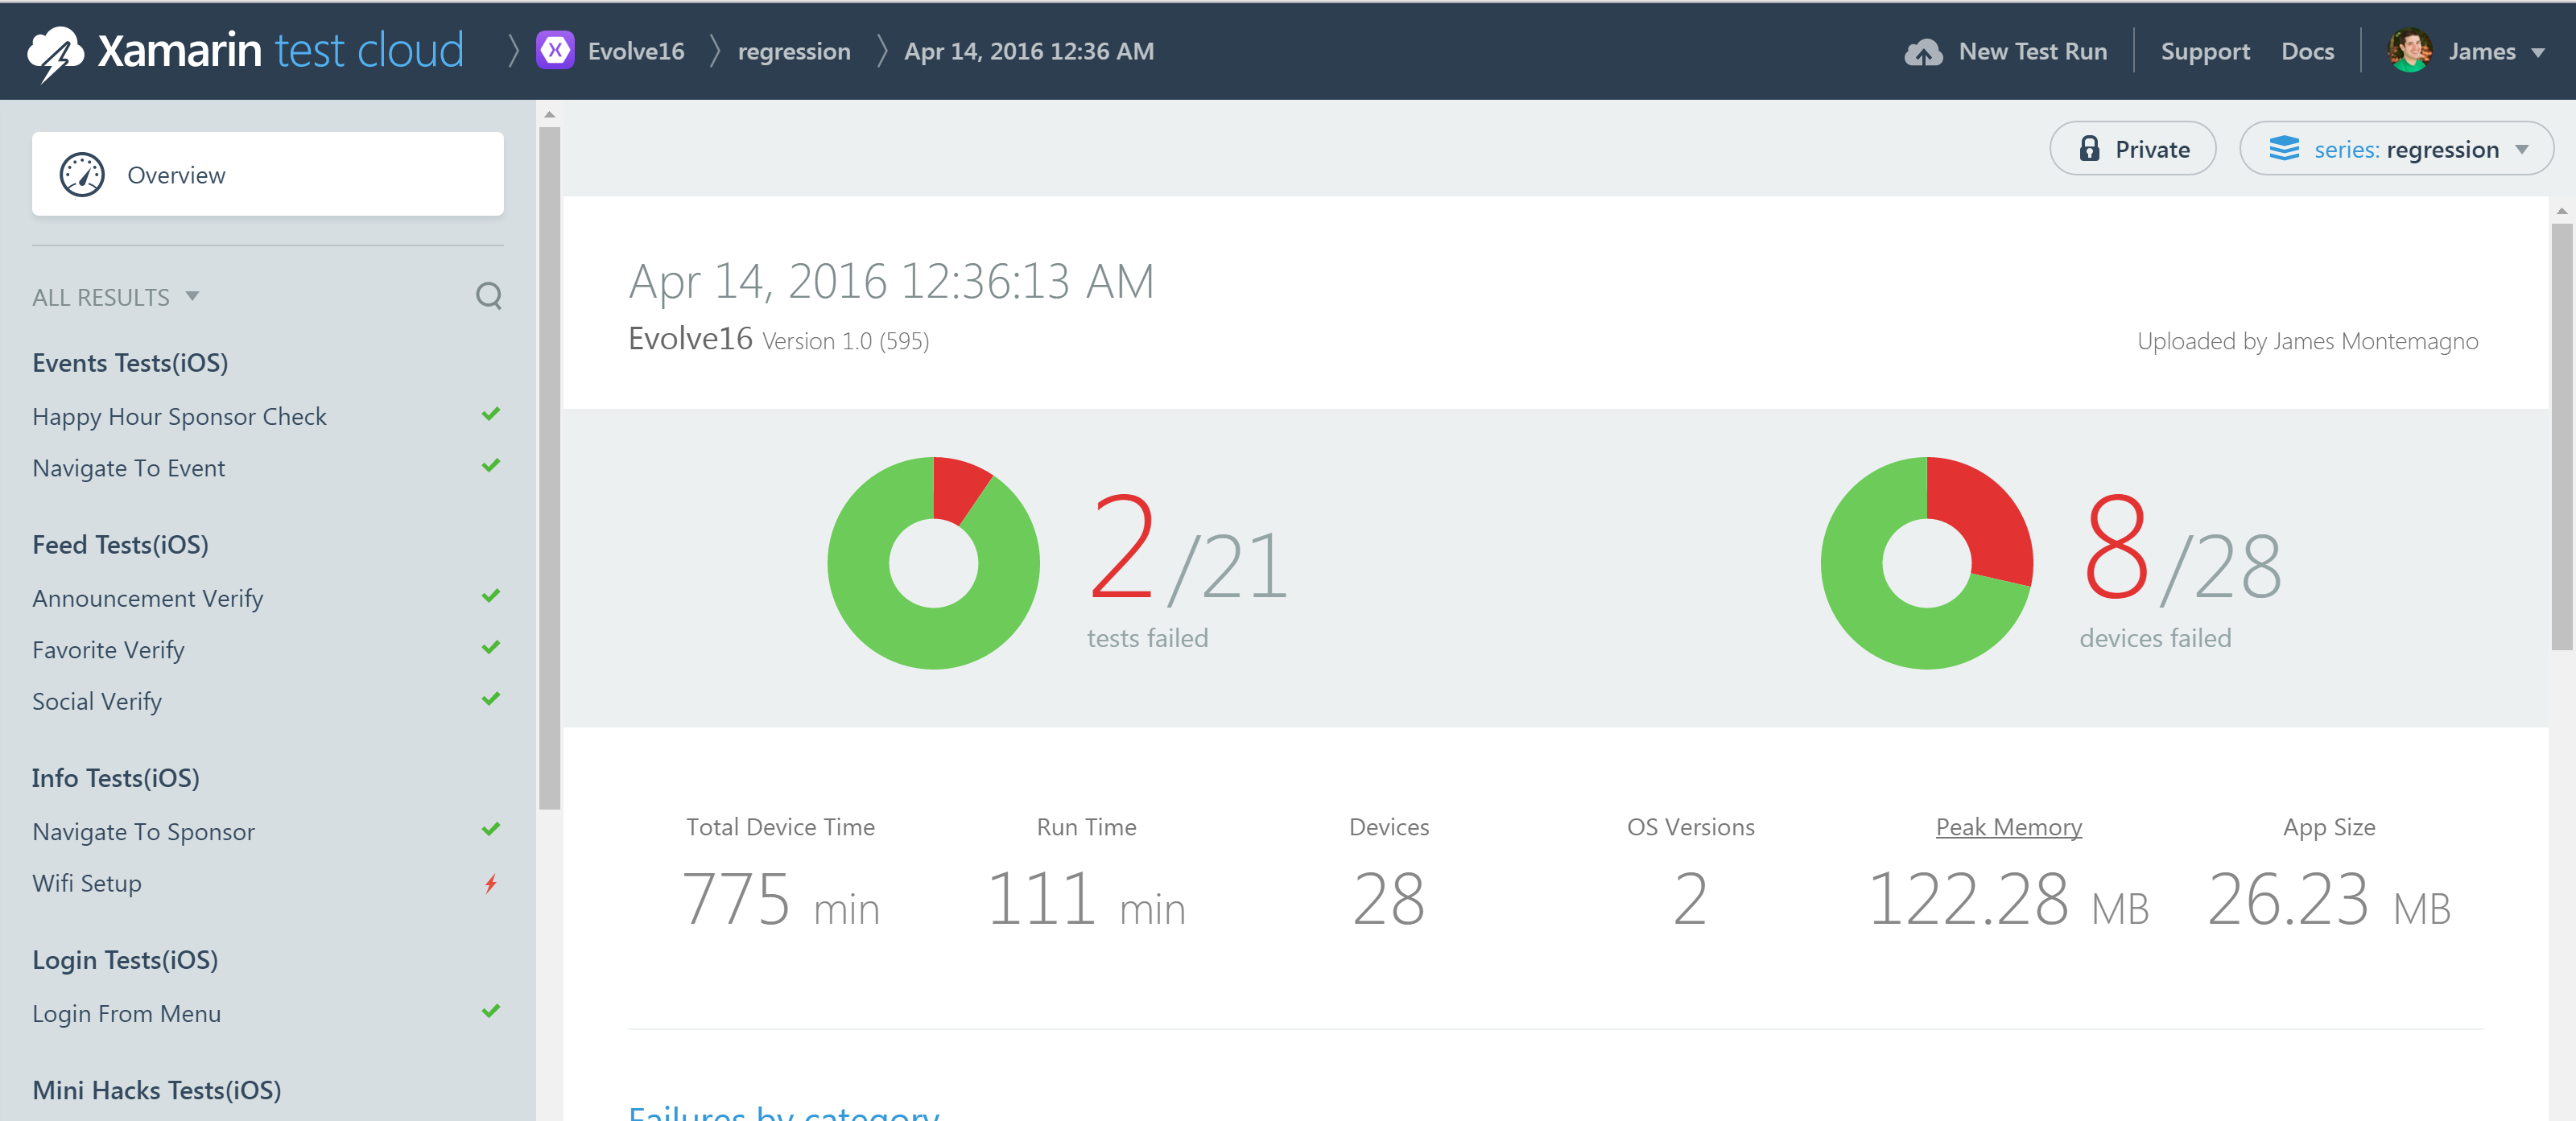 Xamarin test cloud
Evolve16
regression
Apr 14, 2016 12:36 AM
New Test Run
Support
Docs
James
Overview
Private
series: regression
ALL RESULTS
Events Tests(iOS)
Happy Hour Sponsor Check
Navigate To Event
Feed Tests(iOS)
Announcement Verify
Favorite Verify
Social Verify
Info Tests(iOS)
Navigate To Sponsor
Wifi Setup
Login Tests(iOS)
Login From Menu
Mini Hacks Tests(iOS)
Apr 14, 2016 12:36:13 AM
Evolve16 Version 1.0 (595)
Uploaded by James Montemagno
2/21
tests failed
8/28
devices failed
Total Device Time
775 min
Run Time
111 min
Devices
28
OS Versions
2
Peak Memory
122.28 MB
App Size
26.23 MB
Failures by category